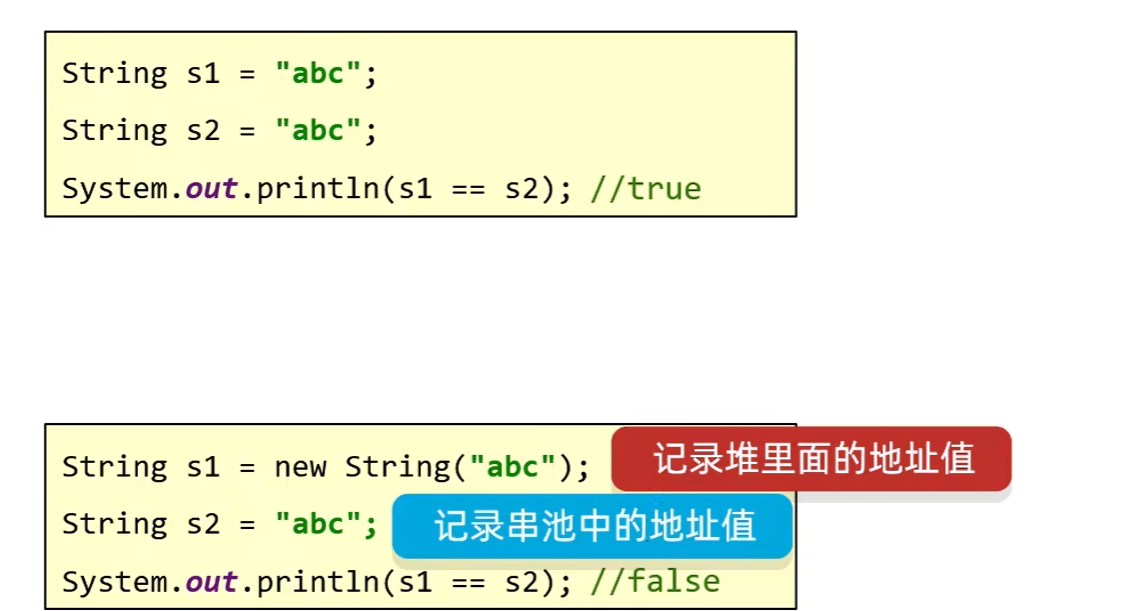 String s1 = "abc";
String s2 = "abc";
System.out.println(s1 == s2); //true
String s1 = new String("abc"); 记录堆里面的地址值
String s2 = "abc"; 记录串池中的地址值
System.out.println(s1 == s2); //false